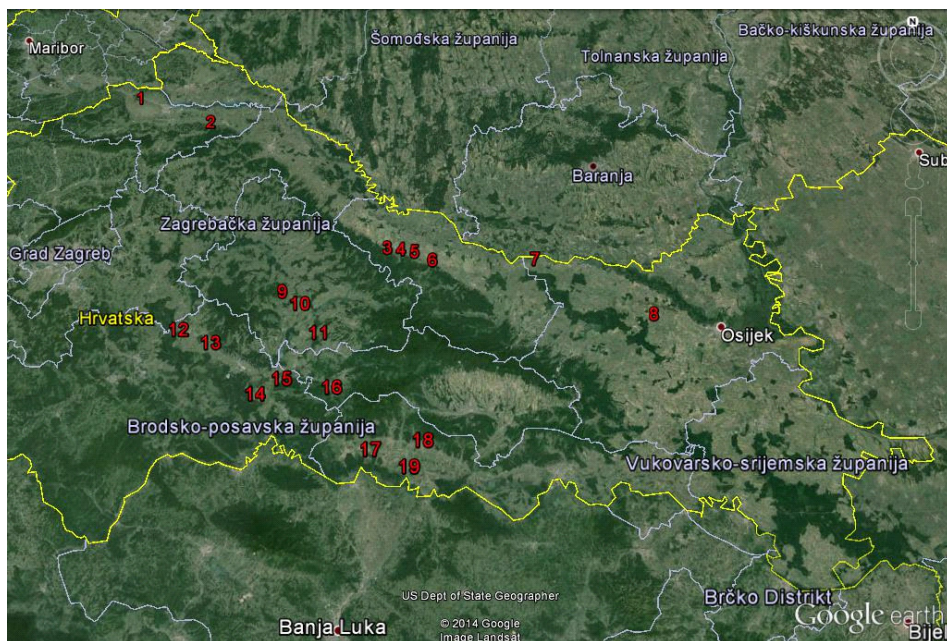 Maribor
Šomođska županija
Bačko-kiškunska županija
N
Tolnanska županija
1
2
Sub
Baranja
Zagrebačka županija
Grad Zagreb
3 4 5 6
7
9
10
8
Hrvatska
12
13
11
Osijek
15
14
16
Brodsko-posavska županija
17
18
19
Vukovarsko-srijemska županija
US Dept of State Geographer
Brčko Distrikt
Google earth
Banja Luka
© 2014 Google
Image Landsat
Bije